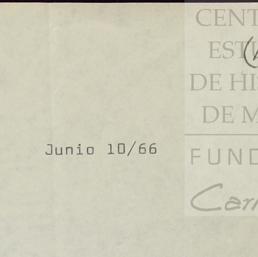 CENT
EST
DE HI
DE M
Junio 10/66
FUND
Carr